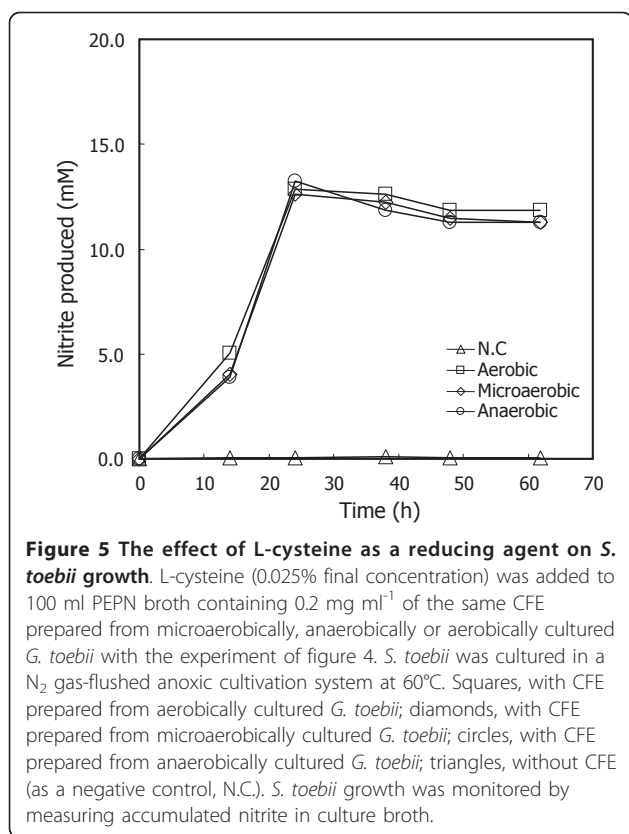 20.0
15.0
10.0
5.0
0.0
Nitrite produced (mM)
N.C
Aerobic
Microaerobic
Anaerobic
0 10 20 30 40 50 60 70
Time (h)
Figure 5 The effect of L-cysteine as a reducing agent on S.
toebii growth. L-cysteine (0.025% final concentration) was added to
100 ml PEPN broth containing 0.2 mg ml⁻¹ of the same CFE
prepared from microaerobically, anaerobically or aerobically cultured
G. toebii with the experiment of figure 4. S. toebii was cultured in a
N₂ gas-flushed anoxic cultivation system at 60°C. Squares, with CFE
prepared from aerobically cultured G. toebii; diamonds, with CFE
prepared from microaerobically cultured G. toebii; circles, with CFE
prepared from anaerobically cultured G. toebii; triangles, without CFE
(as a negative control, N.C.). S. toebii growth was monitored by
measuring accumulated nitrite in culture broth.